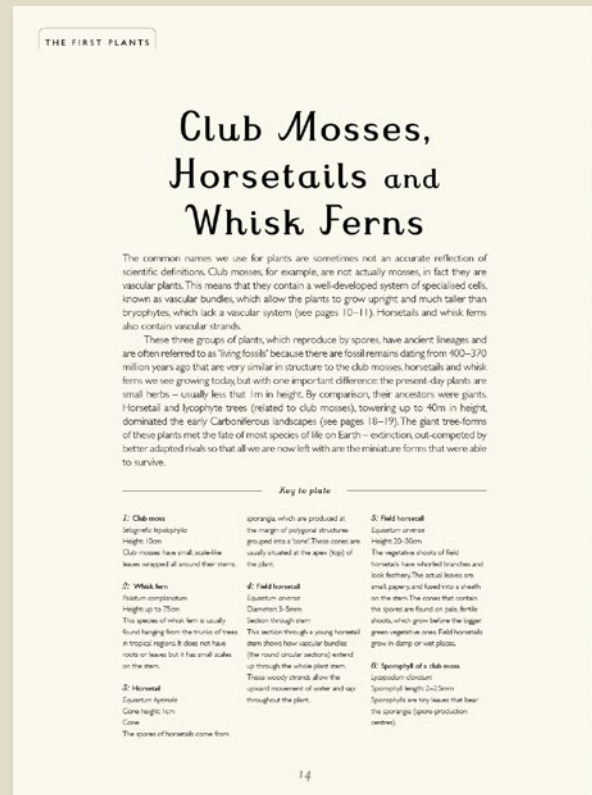 THE FIRST PLANTS
Club Mosses,
Horsetails and
Whisk Ferns
The common names we use for plants are sometimes not an accurate reflection of
scientific definitions. Club mosses, for example, are not actually mosses, in fact they are
vascular plants. This means that they contain a well-developed system of specialised cells,
known as vascular bundles, which allow the plants to grow upright and much taller than
bryophytes, which lack a vascular system (see pages 10–11). Horsetails and whisk ferns
also contain vascular strands.
These three groups of plants, which reproduce by spores, have ancient lineages and
are often referred to as 'living fossils' because there are fossil remains dating from 400–370
million years ago that are very similar in structure to the club mosses, horsetails and whisk
ferns we see growing today, but with one important difference: the present-day plants are
small herbs – usually less that 1m in height. By comparison, their ancestors were giants.
Horsetail and lycophyte trees (related to club mosses), towering up to 40m in height,
dominated the early Carboniferous landscapes (see pages 18–19). The giant tree-forms
of these plants met the fate of most species of life on Earth – extinction, out-competed by
better adapted rivals so that all we are now left with are the miniature forms that were able
to survive.
Key to plate
1: Club moss
Selaginella lepidophylla
Height: 10cm
Club mosses have small, scale-like
leaves wrapped all around their stems.
2: Whisk fern
Psilotum complanatum
Height: up to 75cm
This species of whisk fern is usually
found hanging from the trunks of trees
in tropical regions. It does not have
roots or leaves but it has small scales
on the stem.
3: Horsetail
Equisetum hyemale
Cone height: 1cm
Cone
The spores of horsetails come from
sporangia, which are produced at
the margin of polygonal structures
grouped into a 'cone'. These cones are
usually situated at the apex (top) of
the plant.
4: Field horsetail
Equisetum arvense
Diameter: 3–5mm
Section through stem
This section through a young horsetail
stem shows how vascular bundles
(the round circular sections) extend
up through the whole plant stem.
These woody strands allow the
upward movement of water and sap
throughout the plant.
5: Field horsetail
Equisetum arvense
Height: 20–50cm
The vegetative shoots of field
horsetails have whorled branches and
look feathery. The actual leaves are
small, papery, and fused into a sheath
on the stem. The cones that contain
the spores are found on pale, fertile
shoots, which grow before the bigger
green vegetative ones. Field horsetails
grow in damp or wet places.
6: Sporophyll of a club moss
Lycopodium clavatum
Sporophyll length: 2–2.5mm
Sporophylls are tiny leaves that bear
the sporangia (spore production
centres).
14